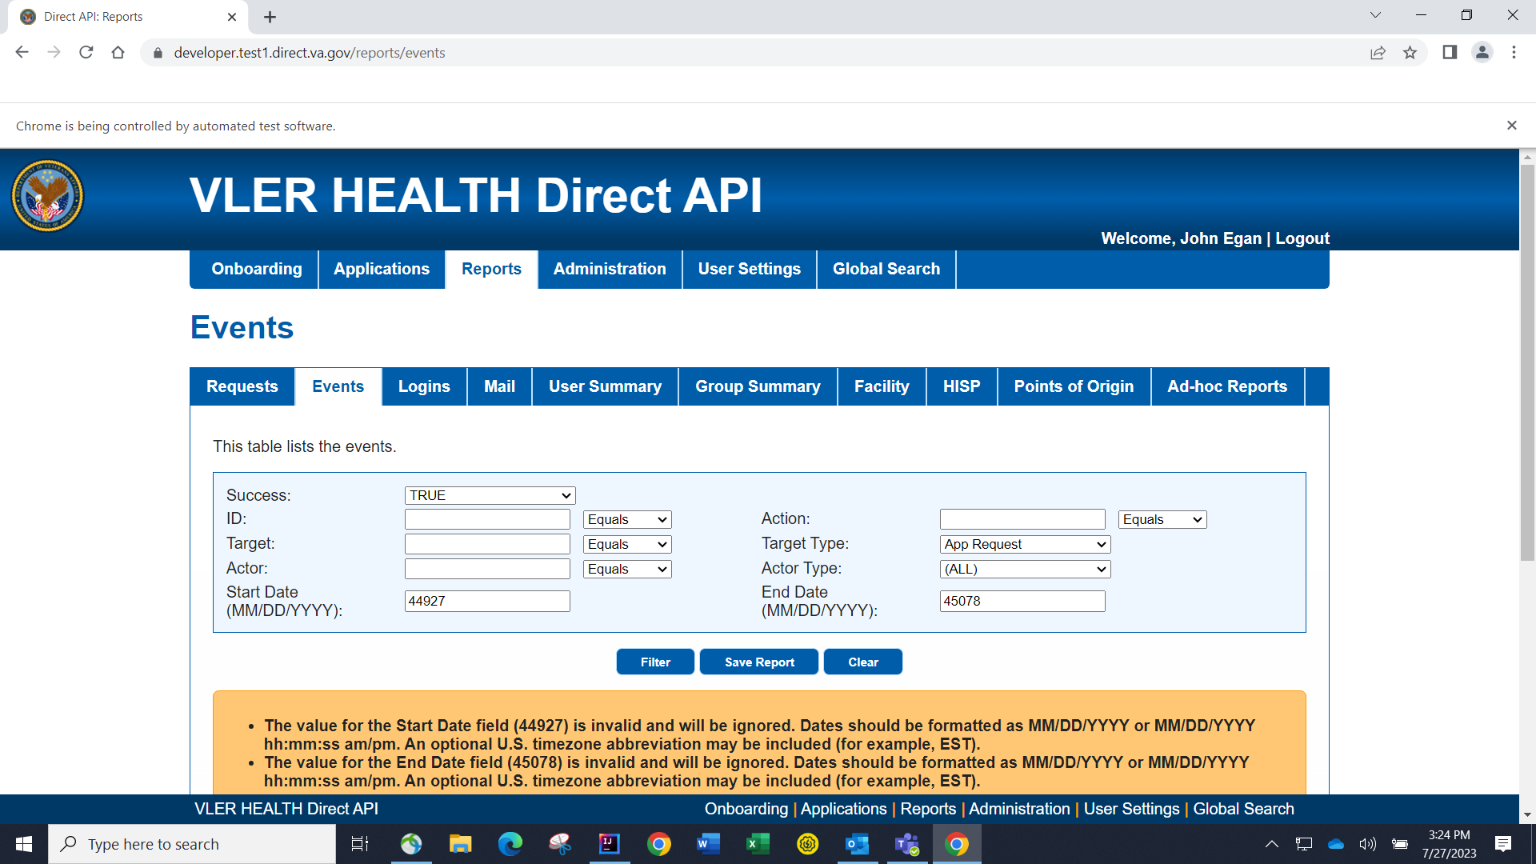 Direct API: Reports
developer.test1.direct.va.gov/reports/events
Chrome is being controlled by automated test software.
VLER HEALTH Direct API
Welcome, John Egan | Logout
Onboarding Applications Reports Administration User Settings Global Search
Events
Requests Events Logins Mail User Summary Group Summary Facility HISP Points of Origin Ad-hoc Reports
This table lists the events.
Success: TRUE
ID: Equals Action: Equals
Target: Equals Target Type: App Request
Actor: Equals Actor Type: (ALL)
Start Date (MM/DD/YYYY): 44927 End Date (MM/DD/YYYY): 45078
Filter Save Report Clear
• The value for the Start Date field (44927) is invalid and will be ignored. Dates should be formatted as MM/DD/YYYY or MM/DD/YYYY
hh:mm:ss am/pm. An optional U.S. timezone abbreviation may be included (for example, EST).
• The value for the End Date field (45078) is invalid and will be ignored. Dates should be formatted as MM/DD/YYYY or MM/DD/YYYY
hh:mm:ss am/pm. An optional U.S. timezone abbreviation may be included (for example, EST).
VLER HEALTH Direct API Onboarding | Applications | Reports | Administration | User Settings | Global Search
Type here to search
3:24 PM
7/27/2023